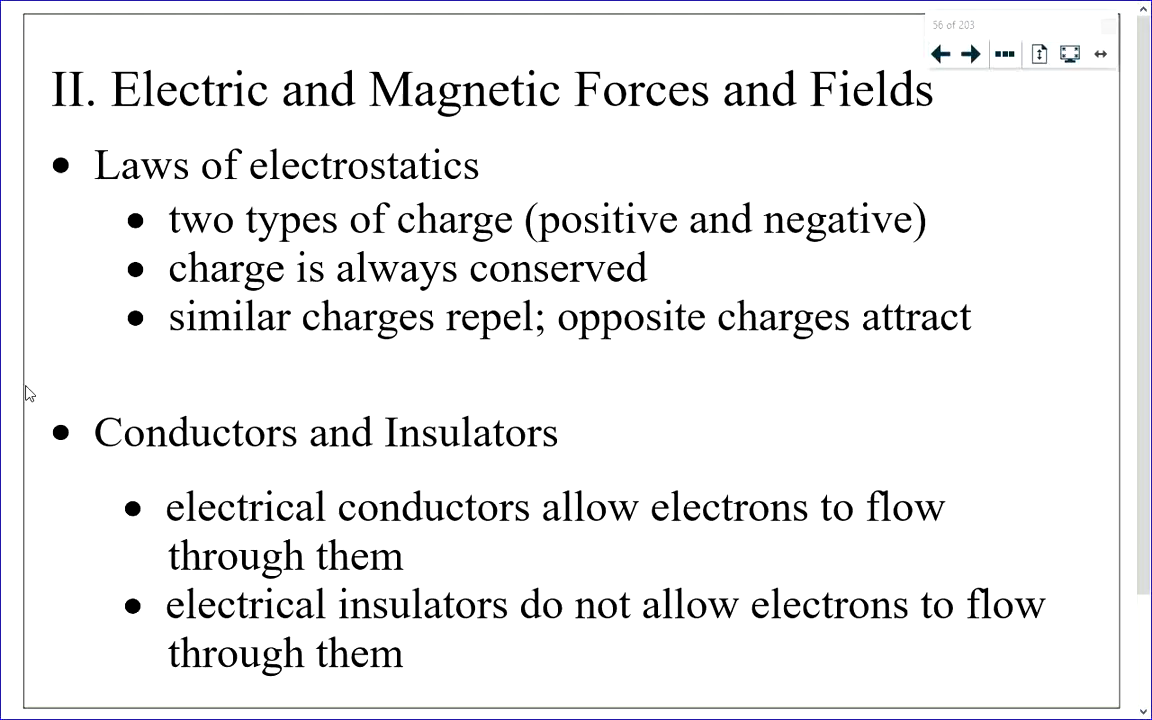 56 of 203
II. Electric and Magnetic Forces and Fields
• Laws of electrostatics
• two types of charge (positive and negative)
• charge is always conserved
• similar charges repel; opposite charges attract
• Conductors and Insulators
• electrical conductors allow electrons to flow
through them
• electrical insulators do not allow electrons to flow
through them